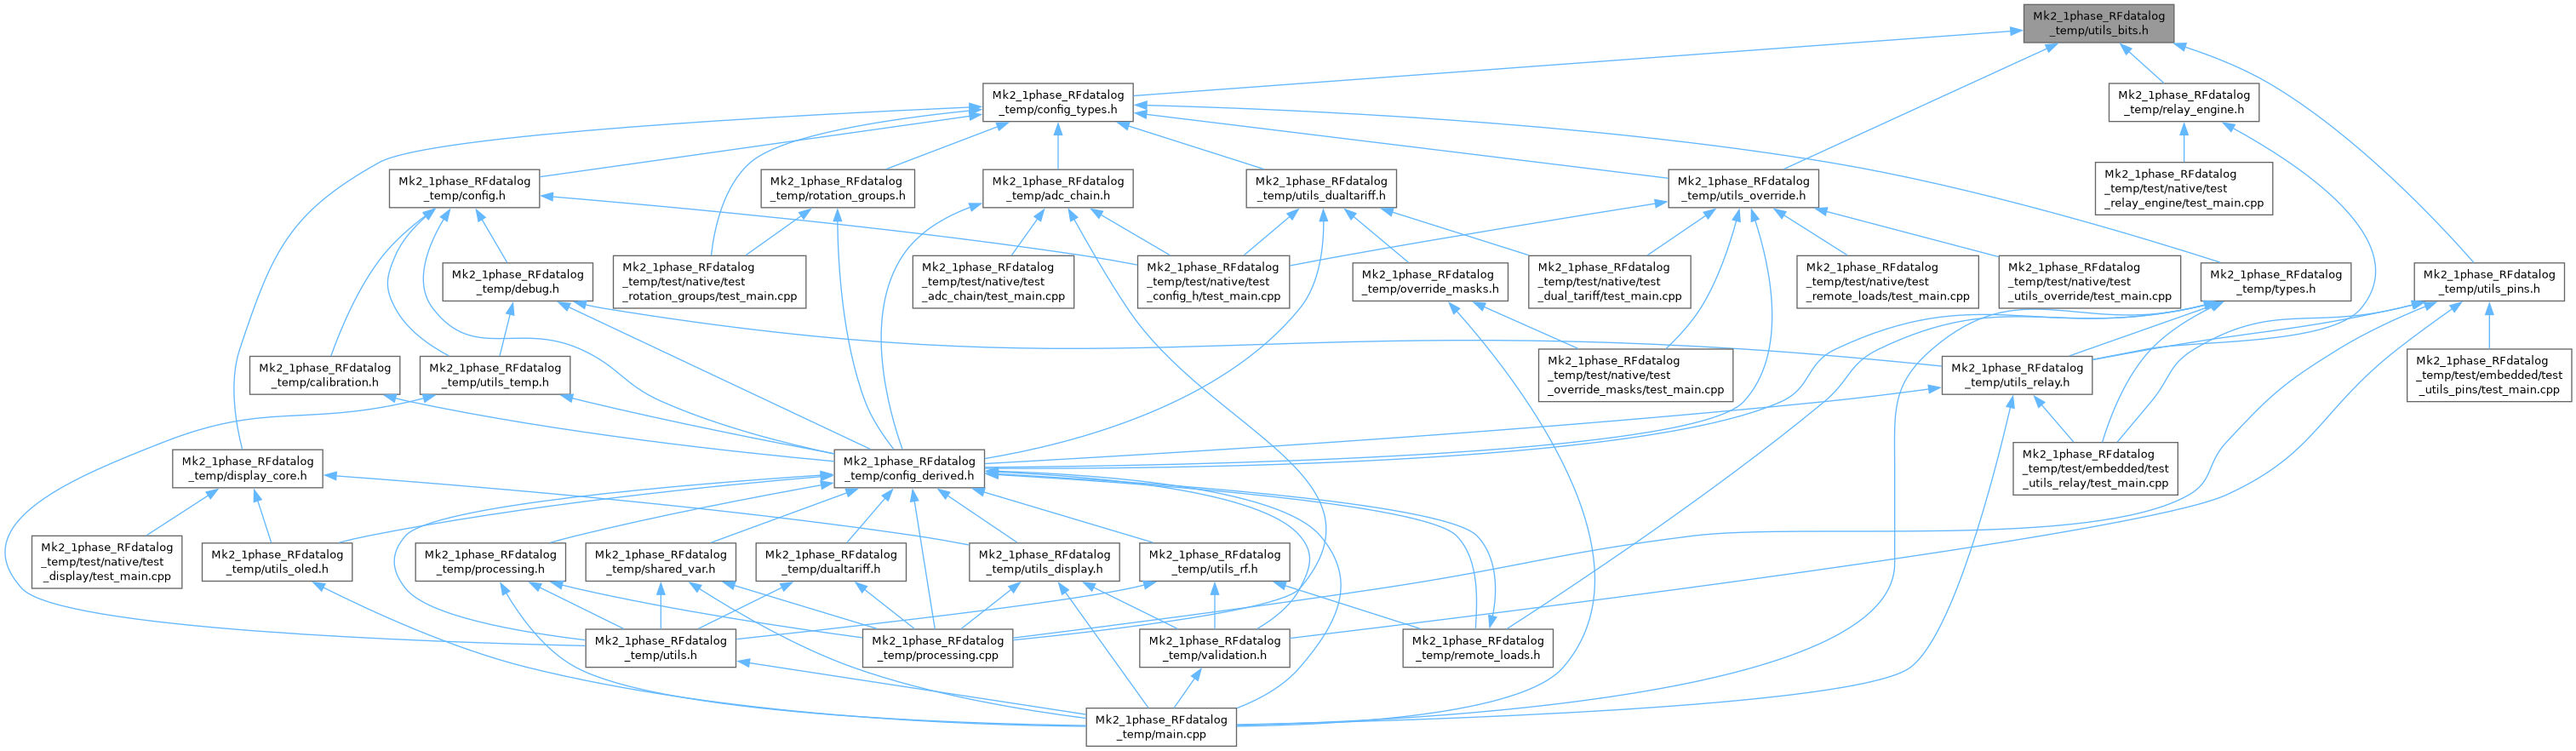 Mk2_1phase_RFdatalog
_temp/utils_bits.h
Mk2_1phase_RFdatalog
_temp/config_types.h
Mk2_1phase_RFdatalog
_temp/relay_engine.h
Mk2_1phase_RFdatalog
_temp/config.h
Mk2_1phase_RFdatalog
_temp/rotation_groups.h
Mk2_1phase_RFdatalog
_temp/adc_chain.h
Mk2_1phase_RFdatalog
_temp/utils_dualtariff.h
Mk2_1phase_RFdatalog
_temp/utils_override.h
Mk2_1phase_RFdatalog
_temp/test/native/test
_relay_engine/test_main.cpp
Mk2_1phase_RFdatalog
_temp/debug.h
Mk2_1phase_RFdatalog
_temp/test/native/test
_rotation_groups/test_main.cpp
Mk2_1phase_RFdatalog
_temp/test/native/test
_adc_chain/test_main.cpp
Mk2_1phase_RFdatalog
_temp/test/native/test
_config_h/test_main.cpp
Mk2_1phase_RFdatalog
_temp/override_masks.h
Mk2_1phase_RFdatalog
_temp/test/native/test
_dual_tariff/test_main.cpp
Mk2_1phase_RFdatalog
_temp/test/native/test
_remote_loads/test_main.cpp
Mk2_1phase_RFdatalog
_temp/test/native/test
_utils_override/test_main.cpp
Mk2_1phase_RFdatalog
_temp/types.h
Mk2_1phase_RFdatalog
_temp/utils_pins.h
Mk2_1phase_RFdatalog
_temp/calibration.h
Mk2_1phase_RFdatalog
_temp/utils_temp.h
Mk2_1phase_RFdatalog
_temp/test/native/test
_override_masks/test_main.cpp
Mk2_1phase_RFdatalog
_temp/utils_relay.h
Mk2_1phase_RFdatalog
_temp/test/embedded/test
_utils_pins/test_main.cpp
Mk2_1phase_RFdatalog
_temp/display_core.h
Mk2_1phase_RFdatalog
_temp/config_derived.h
Mk2_1phase_RFdatalog
_temp/test/embedded/test
_utils_relay/test_main.cpp
Mk2_1phase_RFdatalog
_temp/test/native/test
_display/test_main.cpp
Mk2_1phase_RFdatalog
_temp/utils_oled.h
Mk2_1phase_RFdatalog
_temp/processing.h
Mk2_1phase_RFdatalog
_temp/shared_var.h
Mk2_1phase_RFdatalog
_temp/dualtariff.h
Mk2_1phase_RFdatalog
_temp/utils_display.h
Mk2_1phase_RFdatalog
_temp/utils_rf.h
Mk2_1phase_RFdatalog
_temp/utils.h
Mk2_1phase_RFdatalog
_temp/processing.cpp
Mk2_1phase_RFdatalog
_temp/validation.h
Mk2_1phase_RFdatalog
_temp/remote_loads.h
Mk2_1phase_RFdatalog
_temp/main.cpp